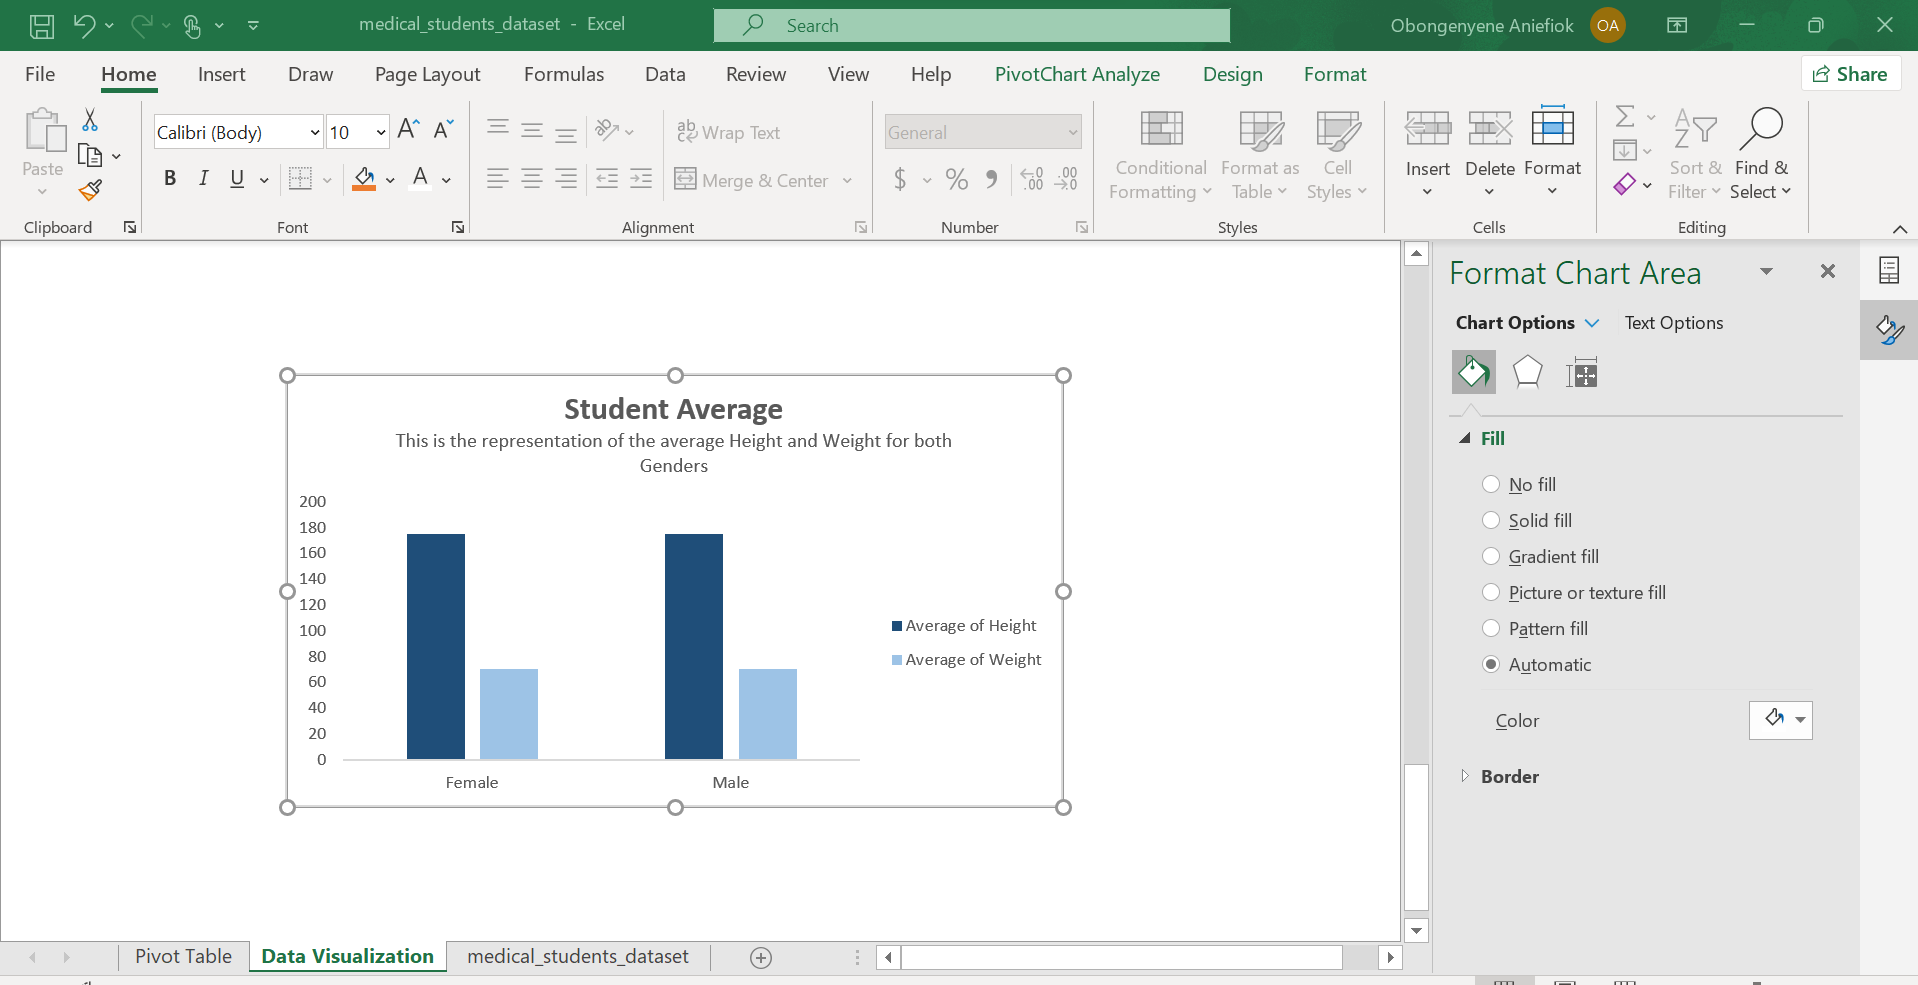 medical_students_dataset - Excel
Search
Obongenyene Aniefiok OA
File Home Insert Draw Page Layout Formulas Data Review View Help PivotChart Analyze Design Format Share
Paste
Clipboard
Calibri (Body) 10
B I U A
Font
ab Wrap Text
Merge & Center
Alignment
General
$ % 9 .00 .00
Number
Conditional Formatting
Format as Table
Cell Styles
Styles
Insert Delete Format
Cells
Sort & Filter
Find & Select
Editing
Format Chart Area
Chart Options Text Options
Fill
No fill
Solid fill
Gradient fill
Picture or texture fill
Pattern fill
Automatic
Color
Border
Student Average
This is the representation of the average Height and Weight for both
Genders
200
180
160
140
120
100
80
60
40
20
0
Female Male
Average of Height
Average of Weight
Pivot Table Data Visualization medical_students_dataset